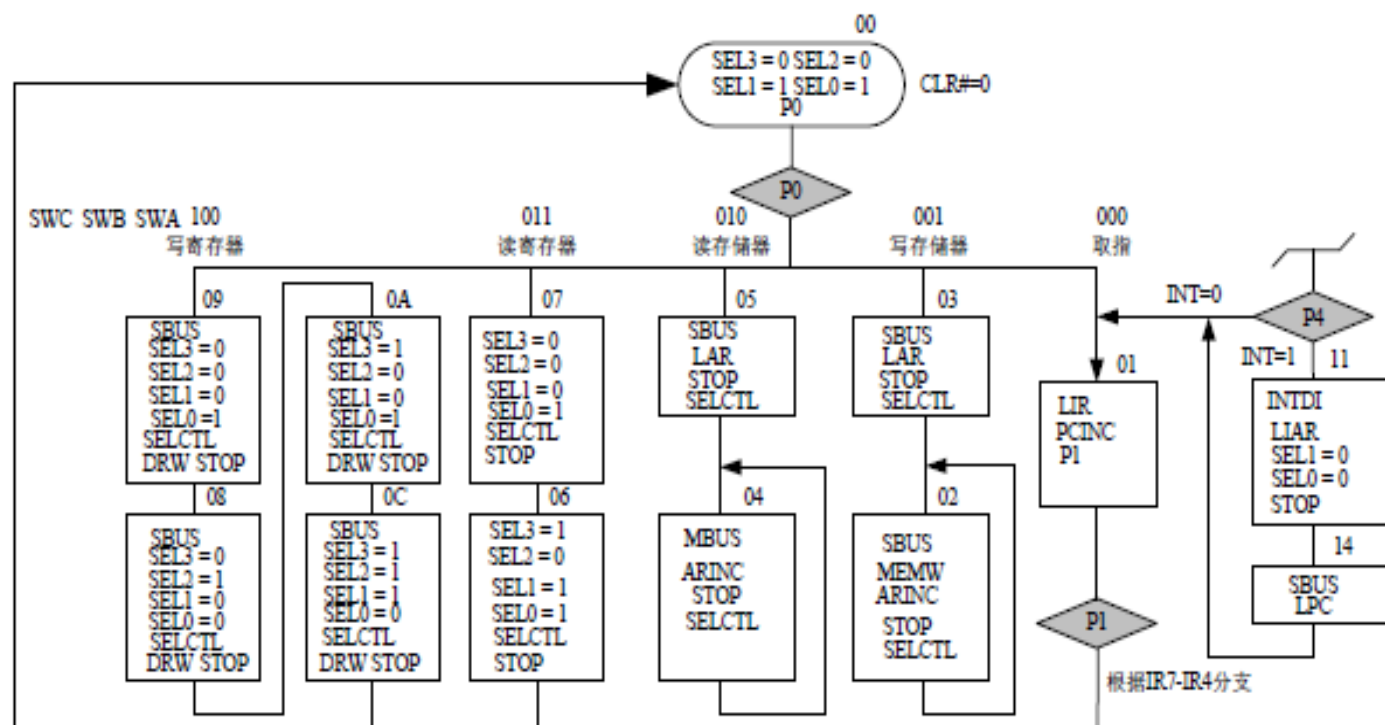 00
SEL3 = 0 SEL2 = 0
SEL1 = 1 SEL0 = 1
P0
CLR#=0
P0
SWC SWB SWA 100
写寄存器
011
读寄存器
010
读存储器
001
写存储器
000
取指
09
SBUS
SEL3 = 0
SEL2 = 0
SEL1 = 0
SEL0 =1
SELCTL
DRW STOP
08
SBUS
SEL3 = 0
SEL2 = 1
SEL1 = 0
SEL0 = 0
SELCTL
DRW STOP
0A
SBUS
SEL3 = 1
SEL2 = 0
SEL1 = 0
SEL0 =1
SELCTL
DRW STOP
0C
SBUS
SEL3 = 1
SEL2 = 1
SEL1 = 1
SEL0 = 0
SELCTL
DRW STOP
07
SEL3 = 0
SEL2 = 0
SEL1 = 0
SEL0 = 1
SELCTL
STOP
06
SEL3 = 1
SEL2 = 0
SEL1 = 1
SEL0 = 1
SELCTL
STOP
05
SBUS
LAR
STOP
SELCTL
04
MBUS
ARINC
STOP
SELCTL
03
SBUS
LAR
STOP
SELCTL
02
SBUS
MEMW
ARINC
STOP
SELCTL
01
LIR
PCINC
P1
P1
根据IR7-IR4分支
INT=0
P4
INT=1
11
INTDI
LIAR
SEL1 = 0
SEL0 = 0
STOP
14
SBUS
LPC